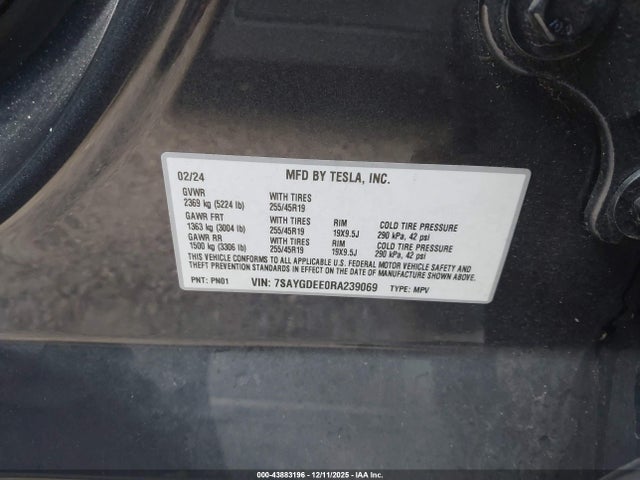 02/24 MFD BY TESLA, INC.
GVWR WITH TIRES
2369 kg (5224 lb) 255/45R19
GAWR FRT WITH TIRES RIM COLD TIRE PRESSURE
1363 kg (3004 lb) 255/45R19 19X9.5J 290 kPa, 42 psi
GAWR RR WITH TIRES RIM COLD TIRE PRESSURE
1500 kg (3306 lb) 255/45R19 19X9.5J 290 kPa, 42 psi
THIS VEHICLE CONFORMS TO ALL APPLICABLE U.S. FEDERAL MOTOR VEHICLE SAFETY AND
THEFT PREVENTION STANDARDS IN EFFECT ON THE DATE OF MANUFACTURE SHOWN ABOVE.
PNT: PN01 VIN: 7SAYGDEE0RA239069 TYPE: MPV
000-43883196 - 12/11/2025 - IAA Inc.